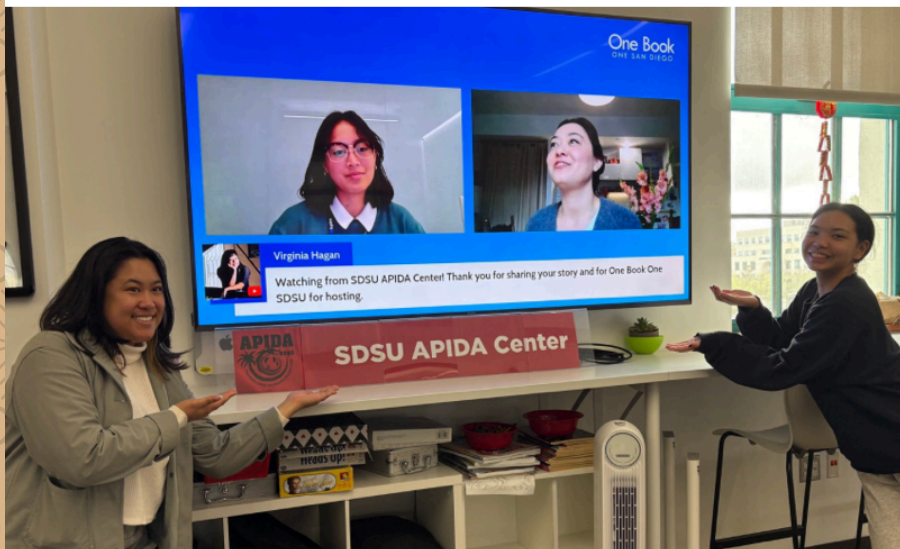 One Book
ONE SAN DIEGO
Virginia Hagan
Watching from SDSU APIDA Center! Thank you for sharing your story and for One Book One
SDSU for hosting.
APIDA
SDSU APIDA Center
Heads Up!